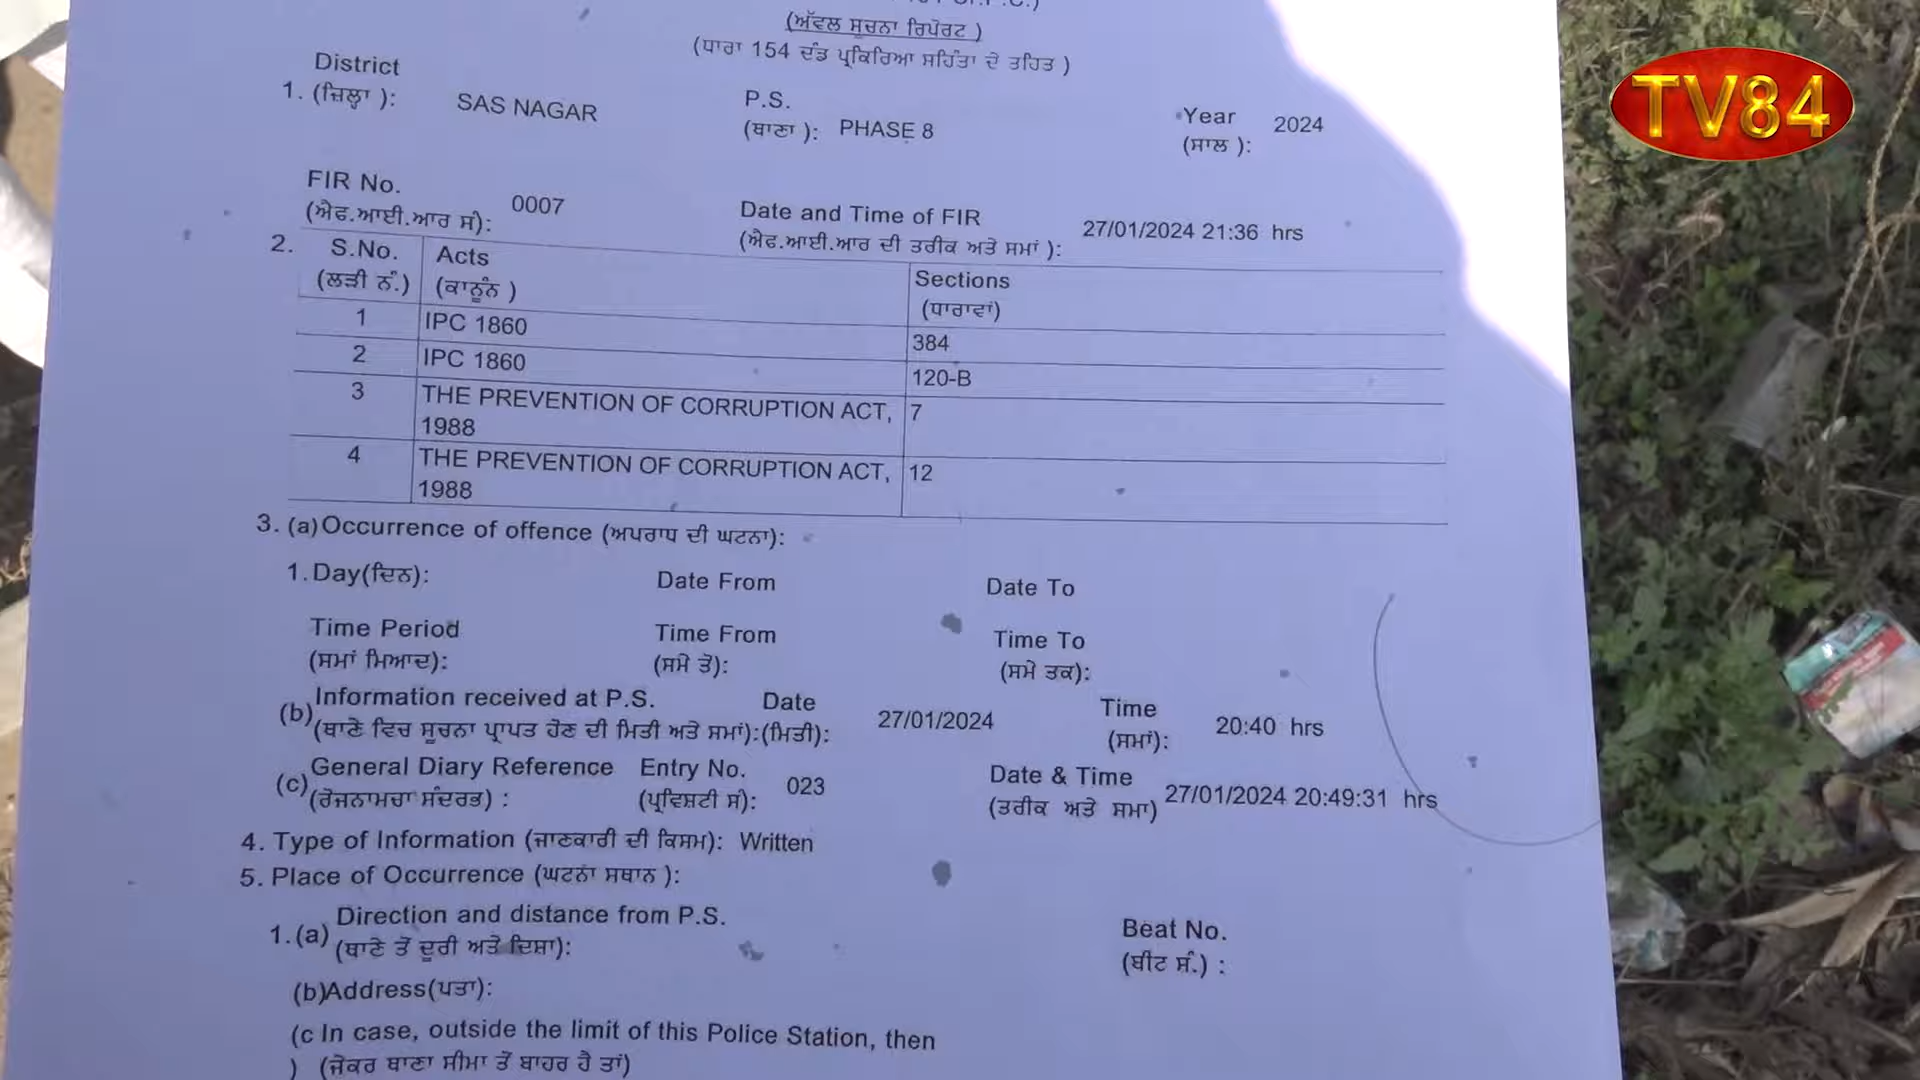 (ਅੱਵਲ ਸੂਚਨਾ ਰਿਪੋਰਟ )
(ਧਾਰਾ 154 ਦੰਡ ਪ੍ਰਕਿਰਿਆ ਸਹਿੰਤਾ ਦੇ ਤਹਿਤ )
TV84
1. District (ਜ਼ਿਲ੍ਹਾ ): SAS NAGAR P.S. (ਥਾਣਾ ): PHASE 8 Year (ਸਾਲ ): 2024
FIR No. (ਐਫ.ਆਈ.ਆਰ ਸ): 0007 Date and Time of FIR (ਐਫ.ਆਈ.ਆਰ ਦੀ ਤਰੀਕ ਅਤੇ ਸਮਾਂ ): 27/01/2024 21:36 hrs
2. S.No. (ਲੜੀ ਨੰ.) Acts (ਕਾਨੂੰਨ ) Sections (ਧਾਰਾਵਾਂ)
1 IPC 1860 384
2 IPC 1860 120-B
3 THE PREVENTION OF CORRUPTION ACT, 1988 7
4 THE PREVENTION OF CORRUPTION ACT, 1988 12
3. (a)Occurrence of offence (ਅਪਰਾਧ ਦੀ ਘਟਨਾ):
1. Day(ਦਿਨ): Date From Date To
Time Period (ਸਮਾਂ ਮਿਆਦ): Time From (ਸਮੇ ਤੋ): Time To (ਸਮੇ ਤਕ):
(b) Information received at P.S. (ਥਾਣੇ ਵਿਚ ਸੂਚਨਾ ਪ੍ਰਾਪਤ ਹੋਣ ਦੀ ਮਿਤੀ ਅਤੇ ਸਮਾਂ): Date (ਮਿਤੀ): 27/01/2024 Time (ਸਮਾਂ): 20:40 hrs
(c) General Diary Reference (ਰੋਜਨਾਮਚਾ ਸੰਦਰਭ) : Entry No. (ਪ੍ਰਵਿਸ਼ਟੀ ਸੰ): 023 Date & Time (ਤਰੀਕ ਅਤੇ ਸਮਾ) 27/01/2024 20:49:31 hrs
4. Type of Information (ਜਾਣਕਾਰੀ ਦੀ ਕਿਸਮ): Written
5. Place of Occurrence (ਘਟਨਾਂ ਸਥਾਨ ):
1. (a) Direction and distance from P.S. (ਥਾਣੇ ਤੋਂ ਦੂਰੀ ਅਤੇ ਦਿਸ਼ਾ): Beat No. (ਬੀਟ ਸੰ.) :
(b)Address(ਪਤਾ):
(c In case, outside the limit of this Police Station, then
) (ਜੇਕਰ ਥਾਣਾ ਸੀਮਾ ਤੋਂ ਬਾਹਰ ਹੈ ਤਾਂ)